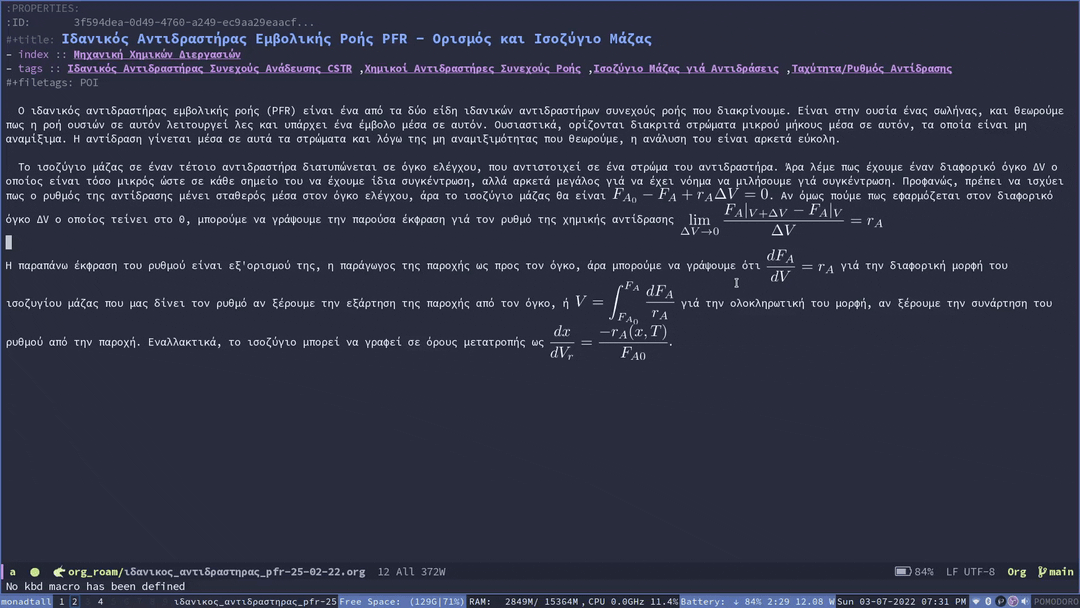 :PROPERTIES:
:ID:       3f594dea-0d49-4760-a249-ec9aa29eaacf...
#+title: Ιδανικός Αντιδραστήρας Εμβολικής Ροής PFR - Ορισμός και Ισοζύγιο Μάζας
- index :: Μηχανική Χημικών Διεργασιών
- tags :: Ιδανικός Αντιδραστήρας Συνεχούς Ανάδευσης CSTR ,Χημικοί Αντιδραστήρες Συνεχούς Ροής ,Ισοζύγιο Μάζας γιά Αντιδράσεις ,Ταχύτητα/Ρυθμός Αντίδρασης
#+filetags: POI
Ο ιδανικός αντιδραστήρας εμβολικής ροής (PFR) είναι ένα από τα δύο είδη ιδανικών αντιδραστήρων συνεχούς ροής που διακρίνουμε. Είναι στην ουσία ένας σωλήνας, και θεωρούμε
πως η ροή ουσιών σε αυτόν λειτουργεί λες και υπάρχει ένα έμβολο μέσα σε αυτόν. Ουσιαστικά, ορίζονται διακριτά στρώματα μικρού μήκους μέσα σε αυτόν, τα οποία είναι μη
αναμίξιμα. Η αντίδραση γίνεται μέσα σε αυτά τα στρώματα και λόγω της μη αναμιξιμότητας που θεωρούμε, η ανάλυση του είναι αρκετά εύκολη.
Το ισοζύγιο μάζας σε έναν τέτοιο αντιδραστήρα διατυπώνεται σε όγκο ελέγχου, που αντιστοιχεί σε ένα στρώμα του αντιδραστήρα. Άρα λέμε πως έχουμε έναν διαφορικό όγκο ΔV ο
οποίος είναι τόσο μικρός ώστε σε κάθε σημείο του να έχουμε ίδια συγκέντρωση, αλλά αρκετά μεγάλος γιά να έχει νόημα να μιλήσουμε γιά συγκέντρωση. Προφανώς, πρέπει να ισχύει
πως ο ρυθμός της αντίδρασης μένει σταθερός μέσα στον όγκο ελέγχου, άρα το ισοζύγιο μάζας θα είναι $F_{A_0} - F_A + r_A \Delta V = 0$. Αν όμως πούμε πως εφαρμόζεται στον διαφορικό
όγκο ΔV ο οποίος τείνει στο 0, μπορούμε να γράψουμε την παρούσα έκφραση γιά τον ρυθμό της χημικής αντίδρασης $\lim_{\Delta V \to 0} \frac{F_A|_{V+\Delta V} - F_A|_V}{\Delta V} = r_A$
Η παραπάνω έκφραση του ρυθμού είναι εξ'ορισμού της, η παράγωγος της παροχής ως προς τον όγκο, άρα μπορούμε να γράψουμε ότι $\frac{dF_A}{dV} = r_A$ γιά την διαφορική μορφή του
ισοζυγίου μάζας που μας δίνει τον ρυθμό αν ξέρουμε την εξάρτηση της παροχής από τον όγκο, ή $V = \int_{F_{A_0}}^{F_A} \frac{dF_A}{r_A}$ γιά την ολοκληρωτική του μορφή, αν ξέρουμε την συνάρτηση του
ρυθμού από την παροχή. Εναλλακτικά, το ισοζύγιο μπορεί να γραφεί σε όρους μετατροπής ως $\frac{dx}{dV_r} = \frac{-r_A(x,T)}{F_{A0}}$.
a org_roam/ιδανικος_αντιδραστηρας_pfr-25-02-22.org 12 All 372W 84% LF UTF-8 Org main
No kbd macro has been defined
monadtall 1 2 4 ιδανικος_αντιδραστηρας_pfr-25 Free Space: (129G|71%) RAM: 2849M/ 15364M , CPU 0.0GHz 11.4% Battery: ↓ 84% 2:29 12.08 W Sun 03-07-2022 07:31 PM POMODORO